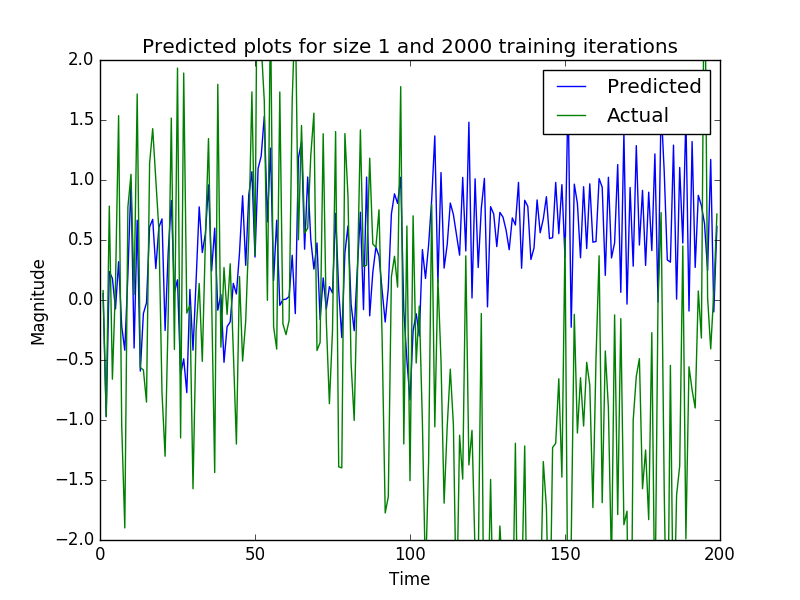 Predicted plots for size 1 and 2000 training iterations
2.0
1.5
1.0
0.5
0.0
−0.5
−1.0
−1.5
−2.0
Magnitude
Predicted
Actual
0
50
100
150
200
Time